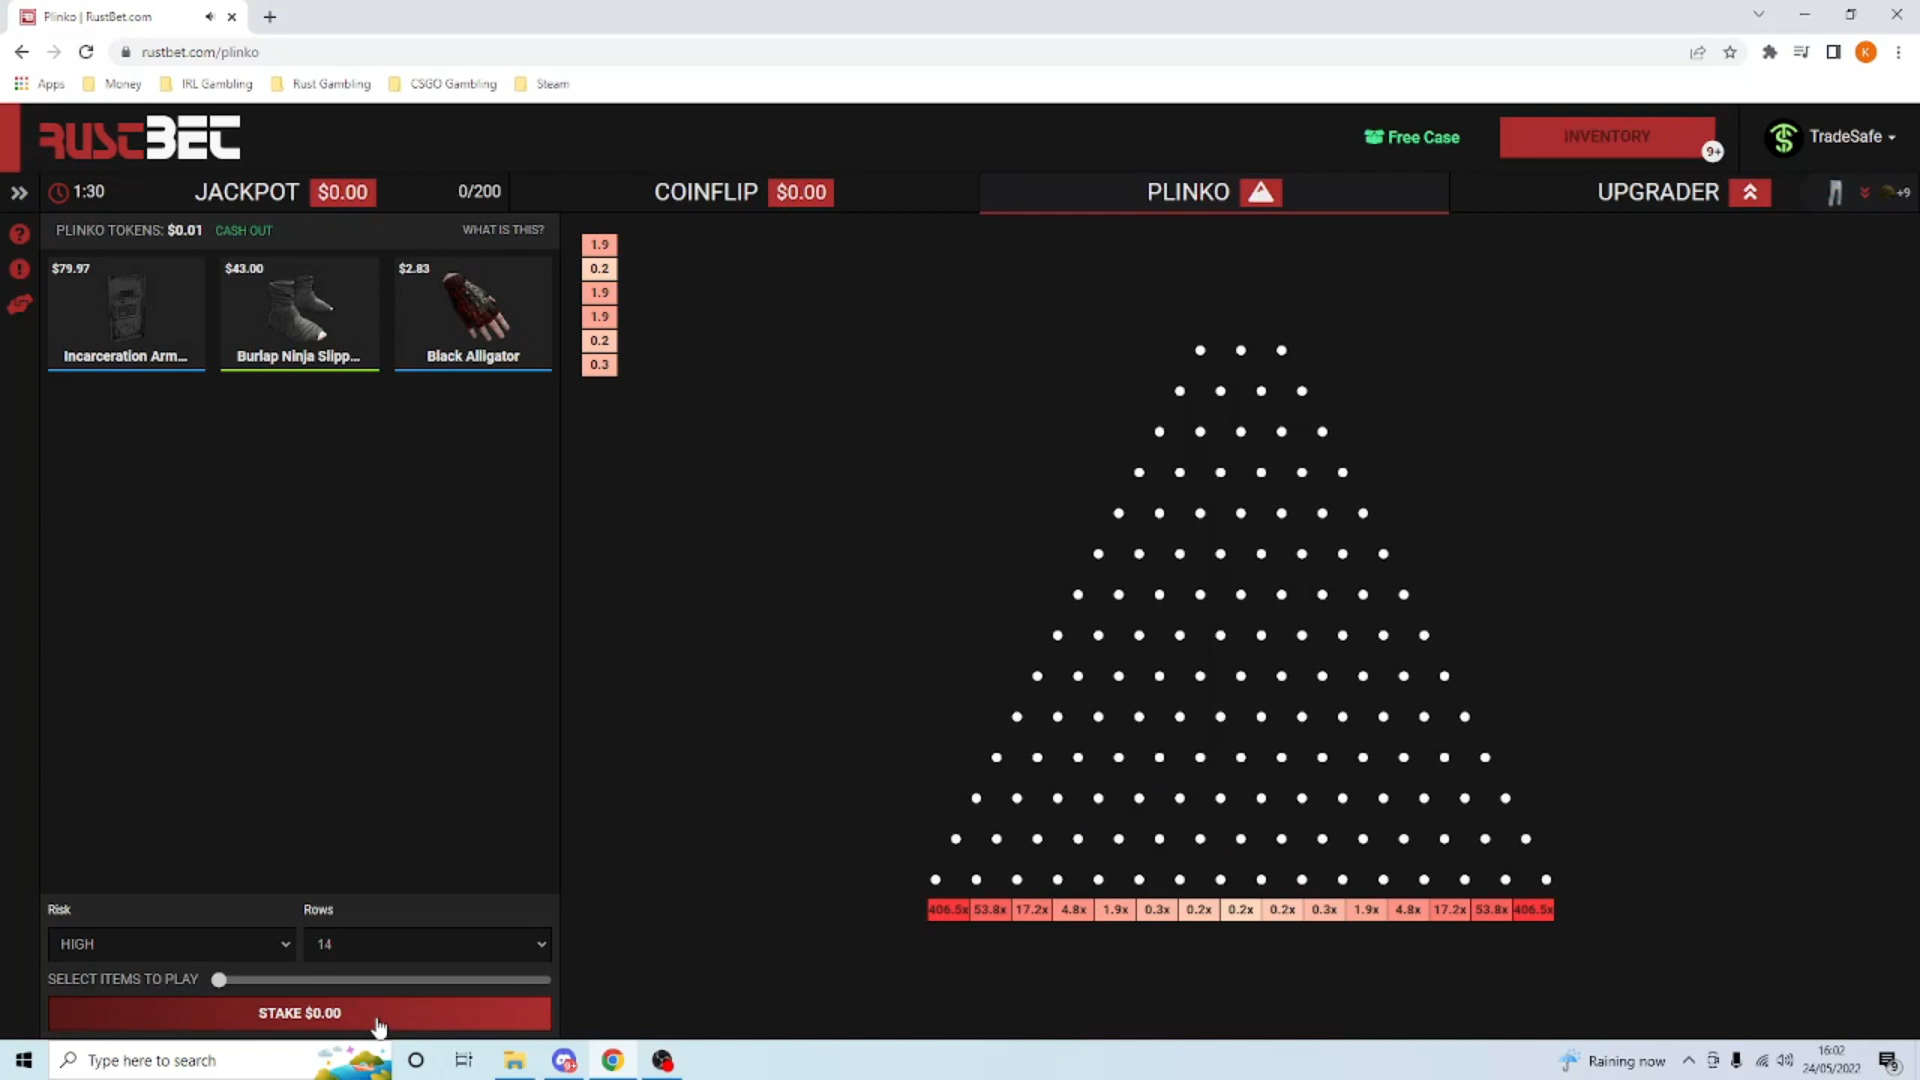 Plinko | RustBet.com
rustbet.com/plinko
K
Apps Money IRL Gambling Rust Gambling CSGO Gambling Steam
RUSTBET
Free Case
INVENTORY
9+
TradeSafe
1:30 JACKPOT $0.00 0/200 COINFLIP $0.00 PLINKO UPGRADER +9
PLINKO TOKENS: $0.01 CASH OUT WHAT IS THIS?
$79.97 $43.00 $2.83
Incarceration Arm... Burlap Ninja Slipp... Black Alligator
1.9
0.2
1.9
1.9
0.2
0.3
406.5x 53.8x 17.2x 4.8x 1.9x 0.3x 0.2x 0.2x 0.2x 0.3x 1.9x 4.8x 17.2x 53.8x 406.5x
Risk Rows
HIGH 14
SELECT ITEMS TO PLAY
STAKE $0.00
Type here to search
Raining now
16:02
24/05/2022
9